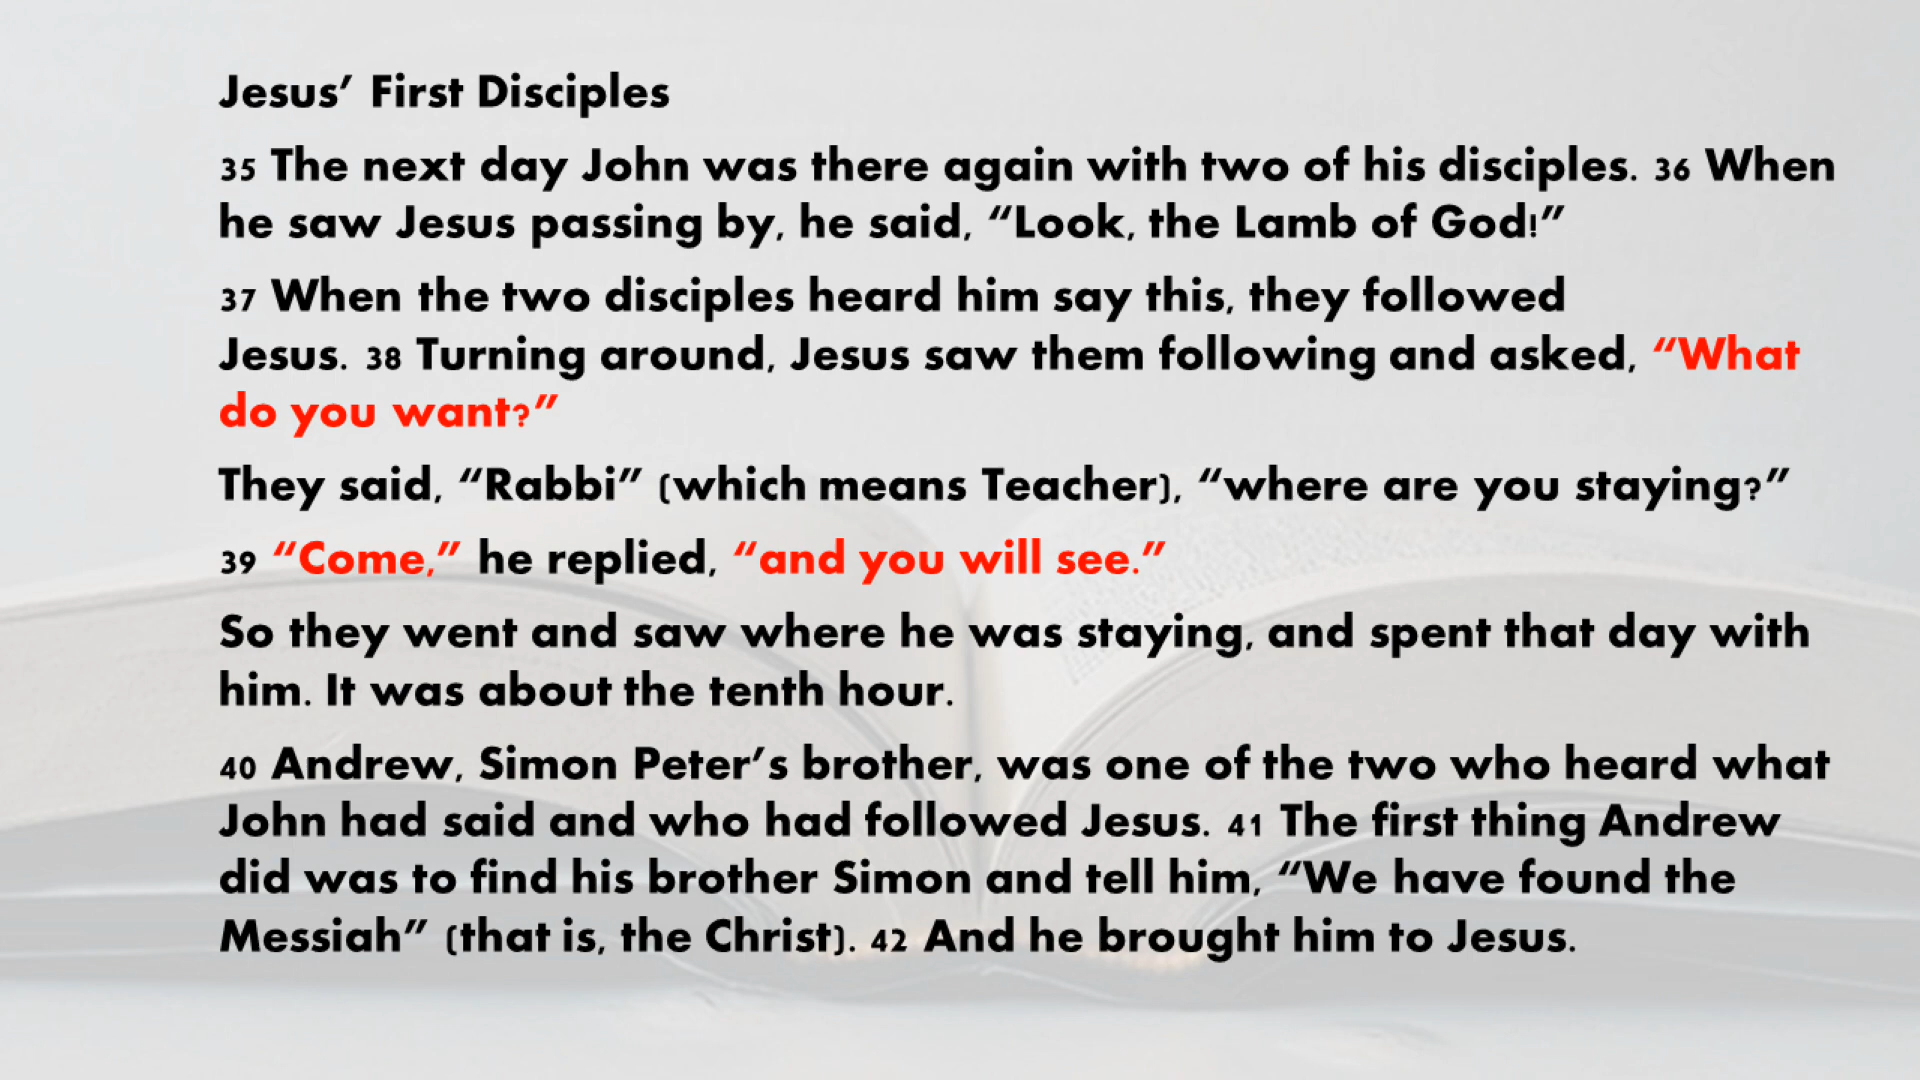 Jesus’ First Disciples
35 The next day John was there again with two of his disciples. 36 When
he saw Jesus passing by, he said, “Look, the Lamb of God!”
37 When the two disciples heard him say this, they followed
Jesus. 38 Turning around, Jesus saw them following and asked, “What
do you want?”
They said, “Rabbi” (which means Teacher), “where are you staying?”
39 “Come,” he replied, “and you will see.”
So they went and saw where he was staying, and spent that day with
him. It was about the tenth hour.
40 Andrew, Simon Peter’s brother, was one of the two who heard what
John had said and who had followed Jesus. 41 The first thing Andrew
did was to find his brother Simon and tell him, “We have found the
Messiah” (that is, the Christ). 42 And he brought him to Jesus.